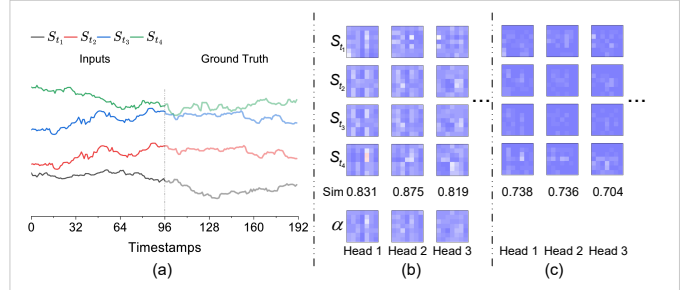 S_{t_1} S_{t_2} S_{t_3} S_{t_4}
Inputs Ground Truth
0 32 64 96 128 160 192
Timestamps
(a)
S_{t_1}
S_{t_2}
S_{t_3}
S_{t_4}
...
Sim 0.831 0.875 0.819
α
Head 1 Head 2 Head 3
(b)
...
0.738 0.736 0.704
Head 1 Head 2 Head 3
(c)